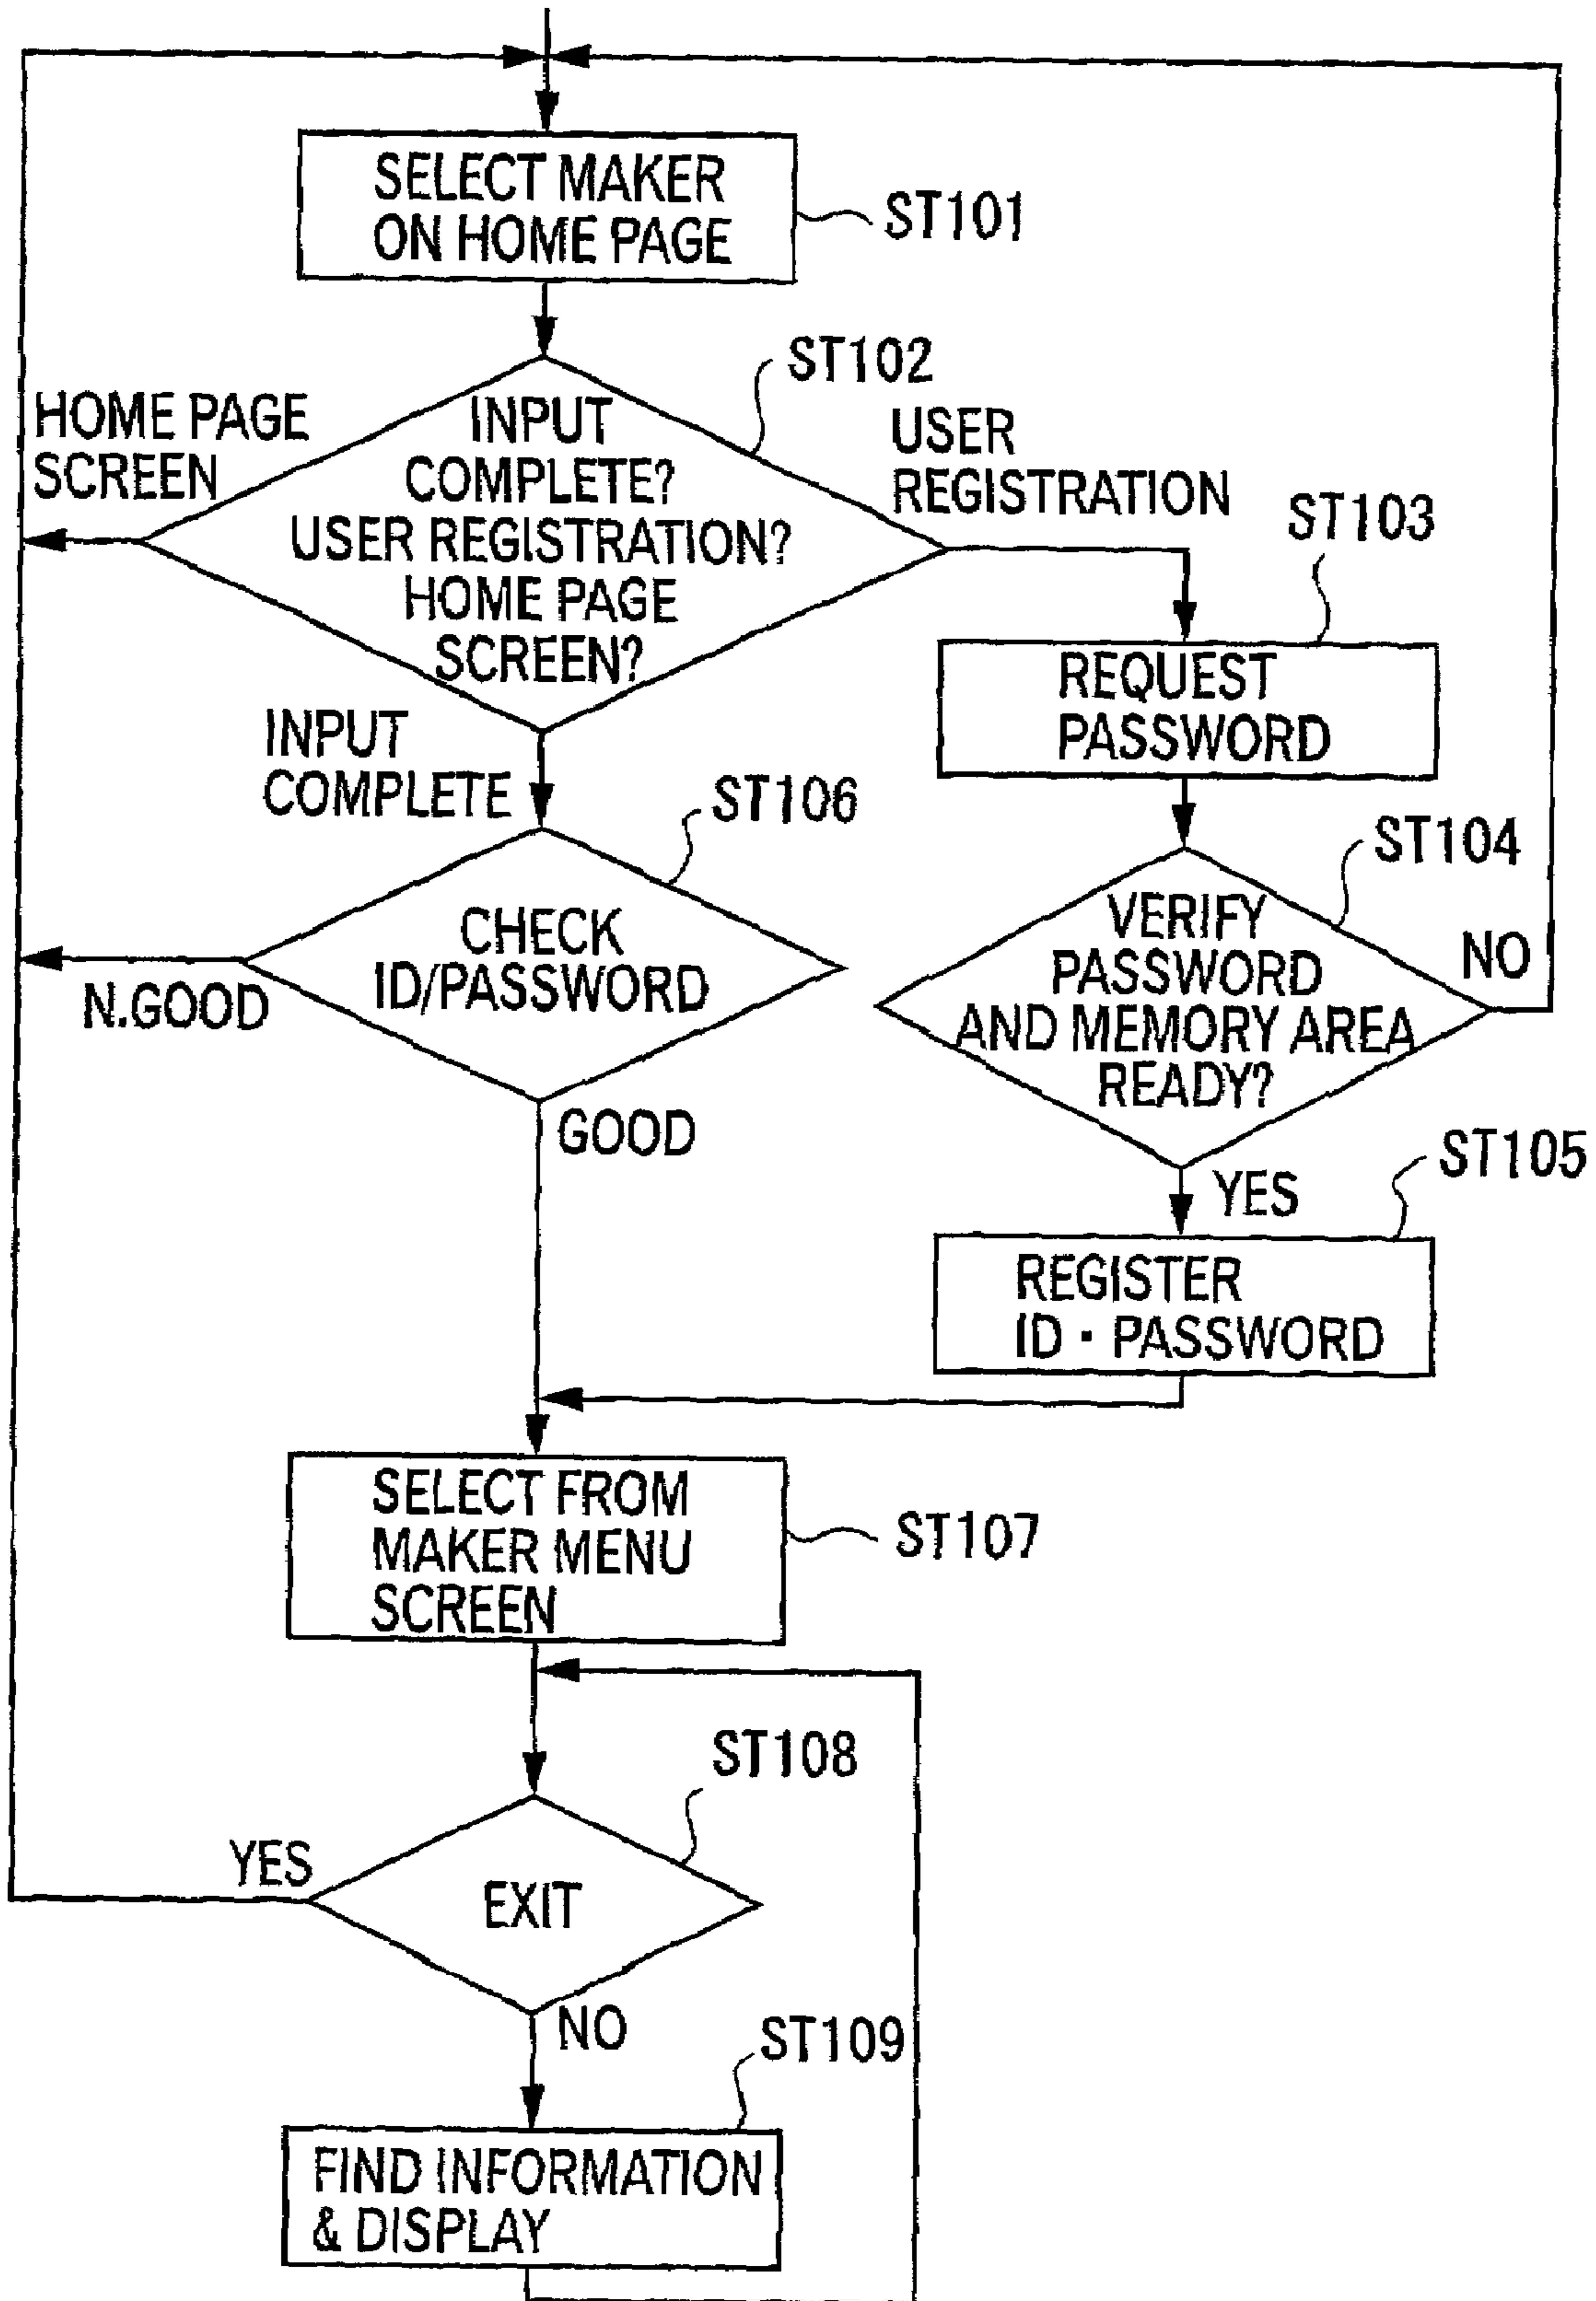 SELECT MAKER
ON HOME PAGE
ST101
ST102
HOME PAGE
SCREEN
INPUT
COMPLETE?
USER REGISTRATION?
HOME PAGE
SCREEN?
USER
REGISTRATION
ST103
REQUEST
PASSWORD
INPUT
COMPLETE
ST106
ST104
CHECK
ID/PASSWORD
N.GOOD
GOOD
VERIFY
PASSWORD
AND MEMORY AREA
READY?
NO
YES
ST105
REGISTER
ID · PASSWORD
SELECT FROM
MAKER MENU
SCREEN
ST107
ST108
YES
EXIT
NO
ST109
FIND INFORMATION
& DISPLAY